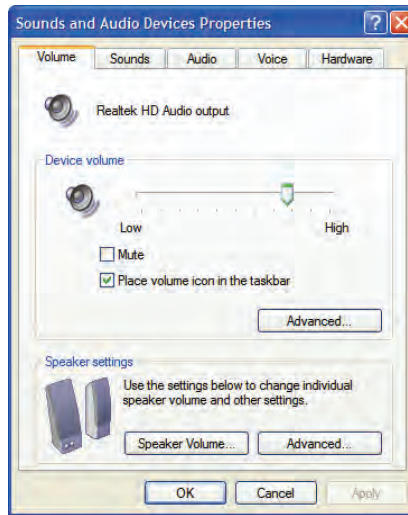 Sounds and Audio Devices Properties
Volume Sounds Audio Voice Hardware
Realtek HD Audio output
Device volume
Low High
Mute
Place volume icon in the taskbar
Advanced...
Speaker settings
Use the settings below to change individual
speaker volume and other settings.
Speaker Volume... Advanced...
OK Cancel Apply